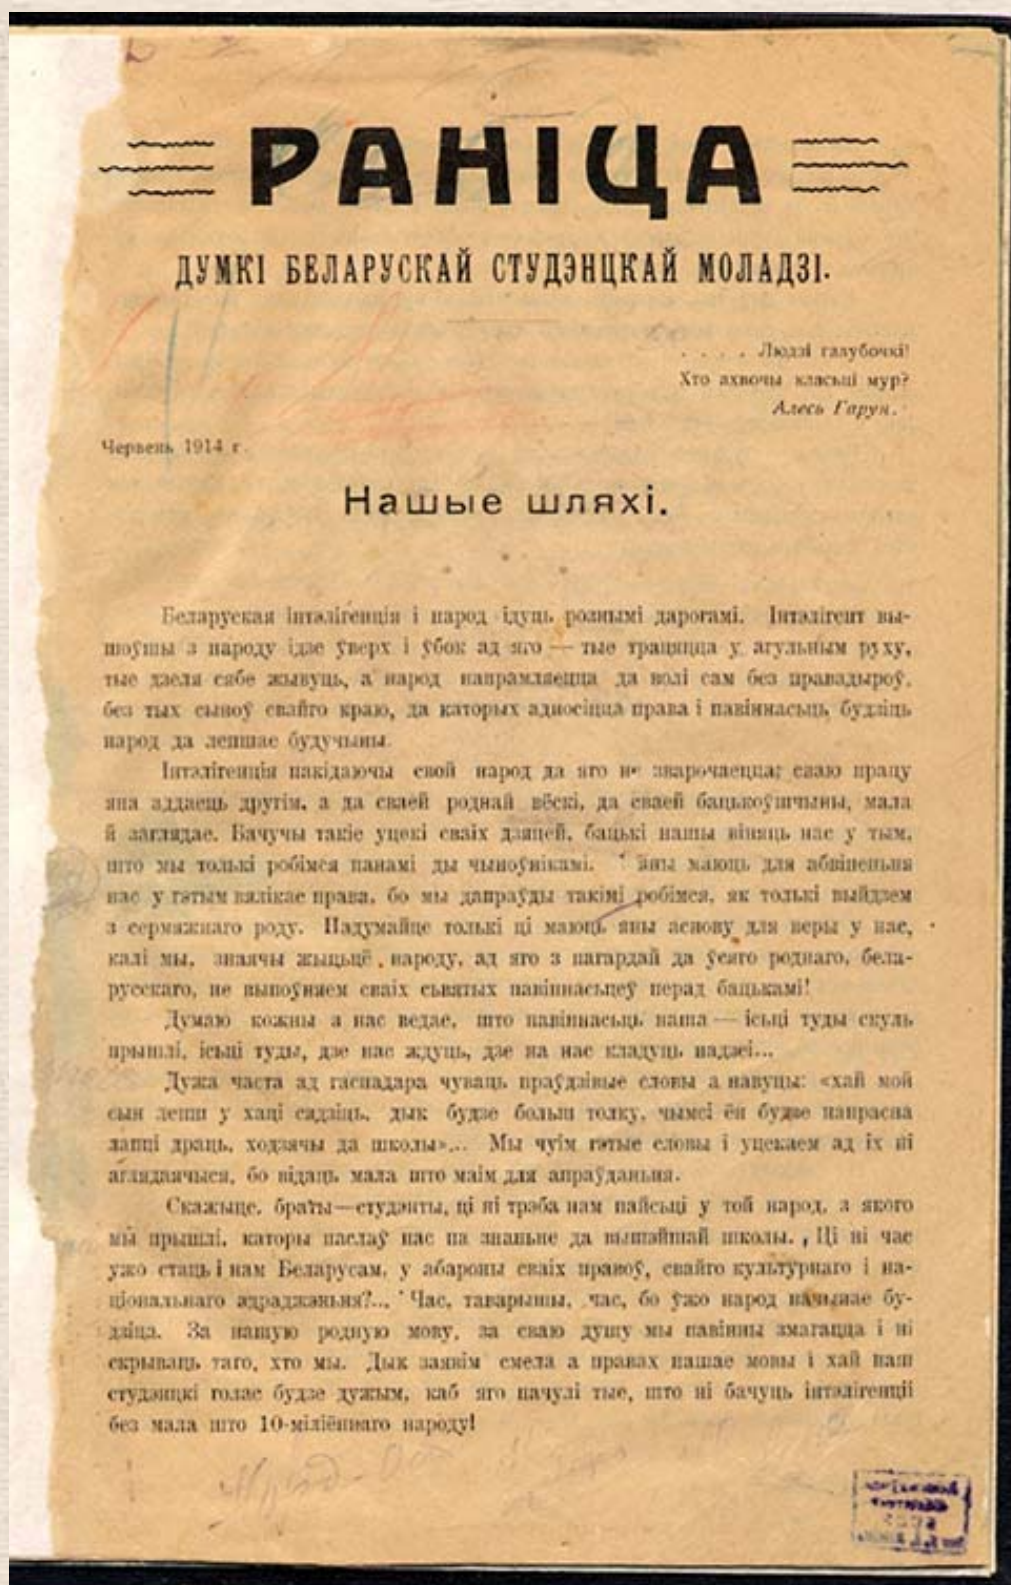 РАНІЦА
ДУМКІ БЕЛАРУСКАЙ СТУДЭНЦКАЙ МОЛАДЗІ.
. . . . Людзі галубочкі!
Хто ахвочы класьці мур?
Алесь Гарун.
Червень 1914 г.
Нашые шляхі.
Беларуская інтэлігенція і народ ідуць рознымі дарогамі. Інтэлігент вы-
шоўшы з народу ідзе ўверх і ўбок ад яго — тые трацяцца у агульным руху,
тые дзеля сябе жывуць, а народ напрамляецца да волі сам без правадыроў,
без тых сыноў свайго краю, да каторых адносіцца права і павіннасьць будзіць
народ да лепшае будучыны.
Інтэлігенція пакідаючы свой народ да яго не зварочаецца; сваю працу
яна аддаець другім, а да сваей роднай вёскі, да сваей бацькоўшчыны, мала
й заглядае. Бачучы такіе уцекі сваіх дзяцей, бацькі нашы віняць нас у тым,
што мы толькі робімся панамі ды чыноўнікамі. яны маюць для абвіненьня
нас у гэтым вялікае права, бо мы дапраўды такімі робімся, як толькі выйдзем
з сермяжнаго роду. Падумайце толькі ці маюць яны аснову для веры у нас,
калі мы, знаячы жыцьцё народу, ад яго з пагардай да ўсяго роднаго, бела-
русскаго, не выпоўняем сваіх сьвятых павіннасьцеў перад бацькамі!
Думаю кожны з нас ведае, што павіннасьць наша — ісьці туды скуль
прышлі, ісьці туды, дзе нас ждуць, дзе на нас кладуць надзеі...
Дужа часта ад гаспадара чуваць праўдзівые словы а навуцы: «хай мой
сын лепш у хаці сядзіць, дык будзе больш толку, чымсі ён будзе напрасна
лапці драць, ходзячы да школы»... Мы чуім гэтые словы і уцекаем ад іх ні
аглядаячыся, бо відаць мала што маім для апраўданьня.
Скажыце, браты—студэнты, ці ні трэба нам пайсьці у той народ, з якого
мы прышлі, каторы паслаў нас па знаньне да вышэйшай школы. Ці ні час
ужо стаць і нам Беларусам, у абароны сваіх правоў, свайго культурнаго і на-
ціональнаго адраджэньня?... Час, таварышы, час, бо ўжо народ начынае бу-
дзіца. За нашую родную мову, за сваю душу мы павінны змагацца і ні
скрываць таго, хто мы. Дык заявім смела а правах нашае мовы і хай наш
студэнцкі голас будзе дужым, каб яго пачулі тые, што ні бачуць інтэлігенціі
без мала што 10-міліённаго народу!